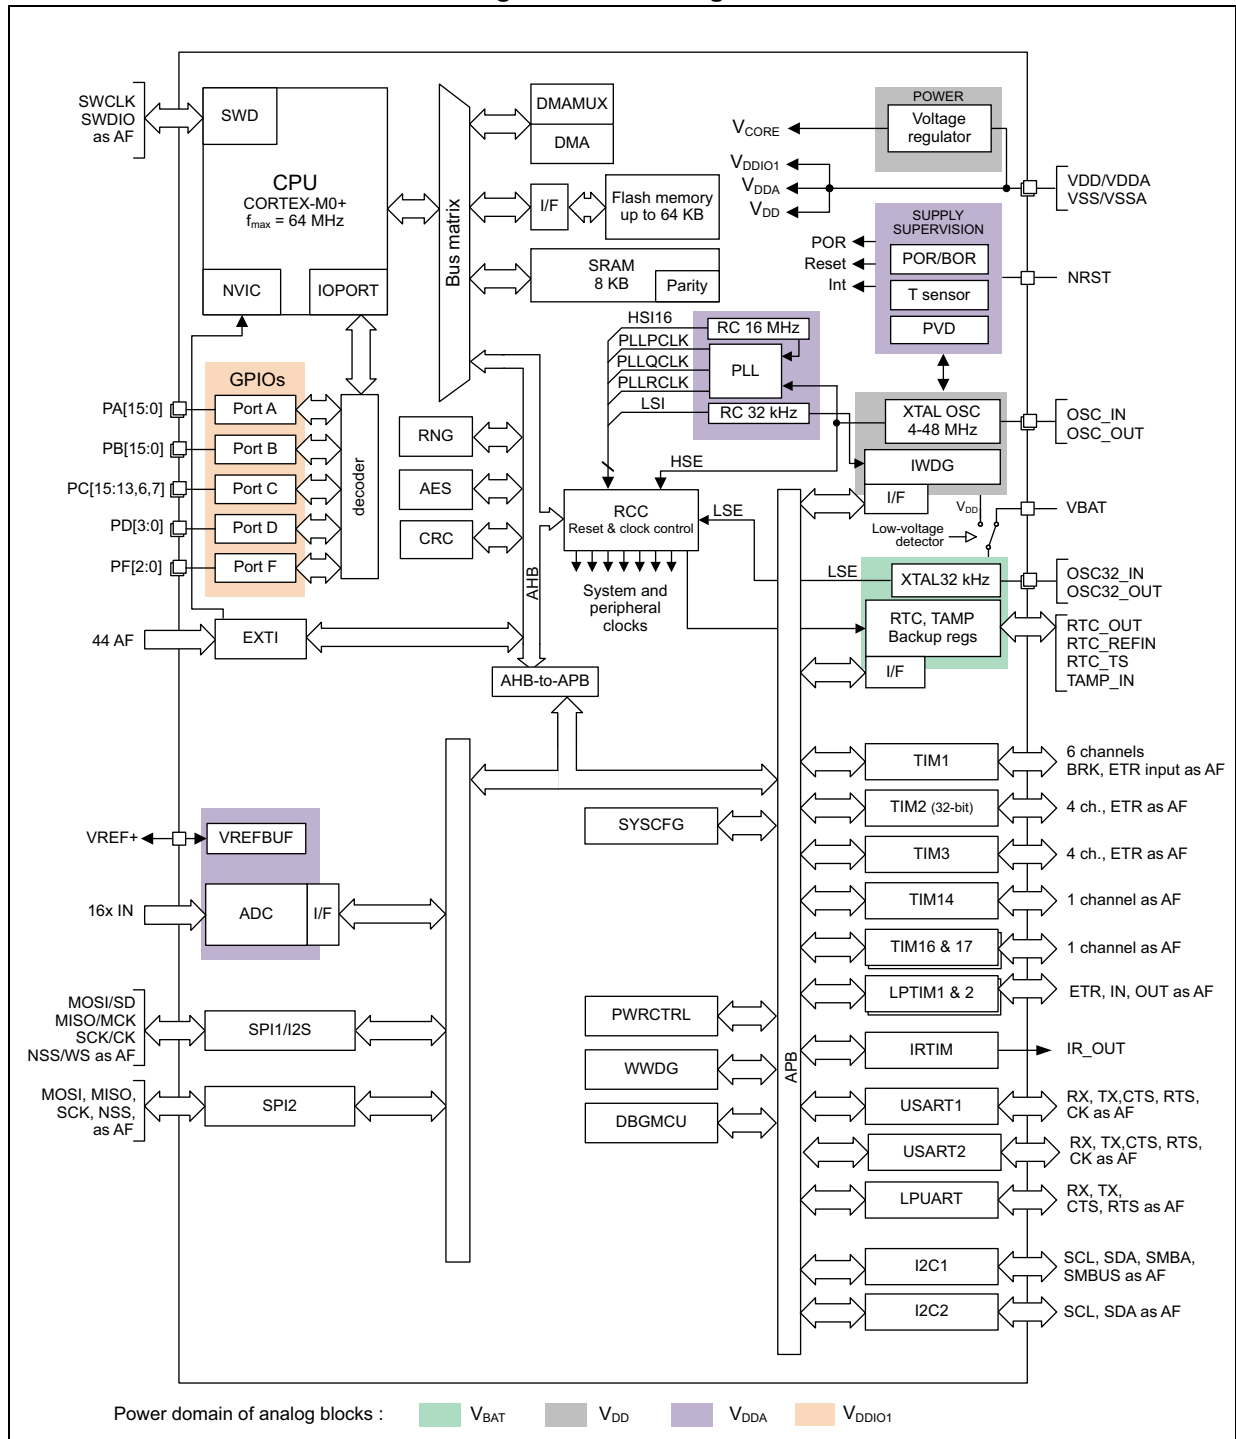 SWCLK
SWDIO
as AF
SWD
CPU
CORTEX-M0+
fmax = 64 MHz
NVIC
IOPORT
Bus matrix
DMAMUX
DMA
I/F
Flash memory
up to 64 KB
SRAM
8 KB
Parity
POWER
Voltage
regulator
VCORE
VDDIO1
VDDA
VDD
VDD/VDDA
VSS/VSSA
SUPPLY
SUPERVISION
POR
Reset
Int
POR/BOR
T sensor
PVD
NRST
HSI16
PLLPCLK
PLLQCLK
PLLRCLK
LSI
RC 16 MHz
PLL
RC 32 kHz
GPIOs
PA[15:0]
Port A
PB[15:0]
Port B
PC[15:13,6,7]
Port C
PD[3:0]
Port D
PF[2:0]
Port F
decoder
RNG
AES
CRC
AHB
XTAL OSC
4-48 MHz
IWDG
I/F
OSC_IN
OSC_OUT
HSE
RCC
Reset & clock control
LSE
System and
peripheral
clocks
VDD
Low-voltage
detector
VBAT
LSE
XTAL32 kHz
OSC32_IN
OSC32_OUT
RTC, TAMP
Backup regs
I/F
RTC_OUT
RTC_REFIN
RTC_TS
TAMP_IN
44 AF
EXTI
AHB-to-APB
VREF+
VREFBUF
16x IN
ADC
I/F
SYSCFG
TIM1
6 channels
BRK, ETR input as AF
TIM2 (32-bit)
4 ch., ETR as AF
TIM3
4 ch., ETR as AF
TIM14
1 channel as AF
TIM16 & 17
1 channel as AF
LPTIM1 & 2
ETR, IN, OUT as AF
MOSI/SD
MISO/MCK
SCK/CK
NSS/WS as AF
SPI1/I2S
MOSI, MISO,
SCK, NSS,
as AF
SPI2
PWRCTRL
WWDG
DBGMCU
APB
IRTIM
IR_OUT
USART1
RX, TX,CTS, RTS,
CK as AF
USART2
RX, TX,CTS, RTS,
CK as AF
LPUART
RX, TX,
CTS, RTS as AF
I2C1
SCL, SDA, SMBA,
SMBUS as AF
I2C2
SCL, SDA as AF
Power domain of analog blocks :
VBAT
VDD
VDDA
VDDIO1